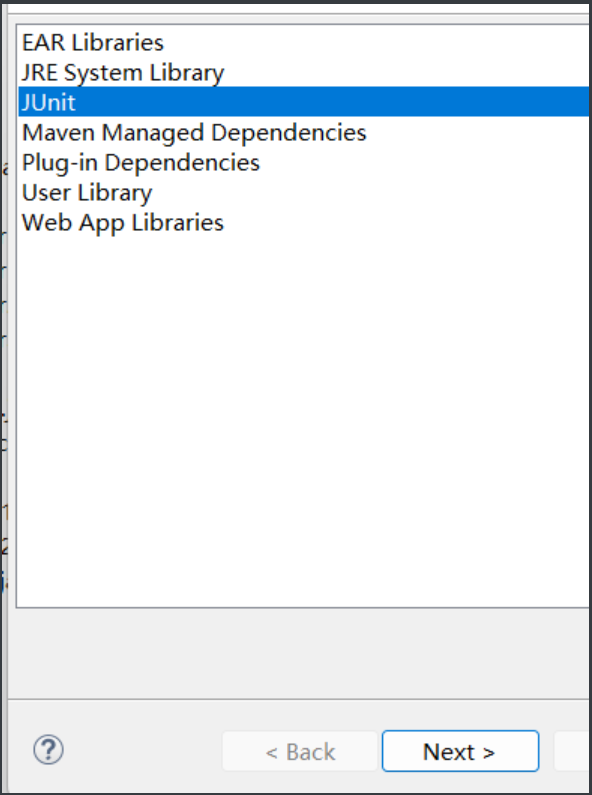 EAR Libraries
JRE System Library
JUnit
Maven Managed Dependencies
Plug-in Dependencies
User Library
Web App Libraries
?
< Back
Next >